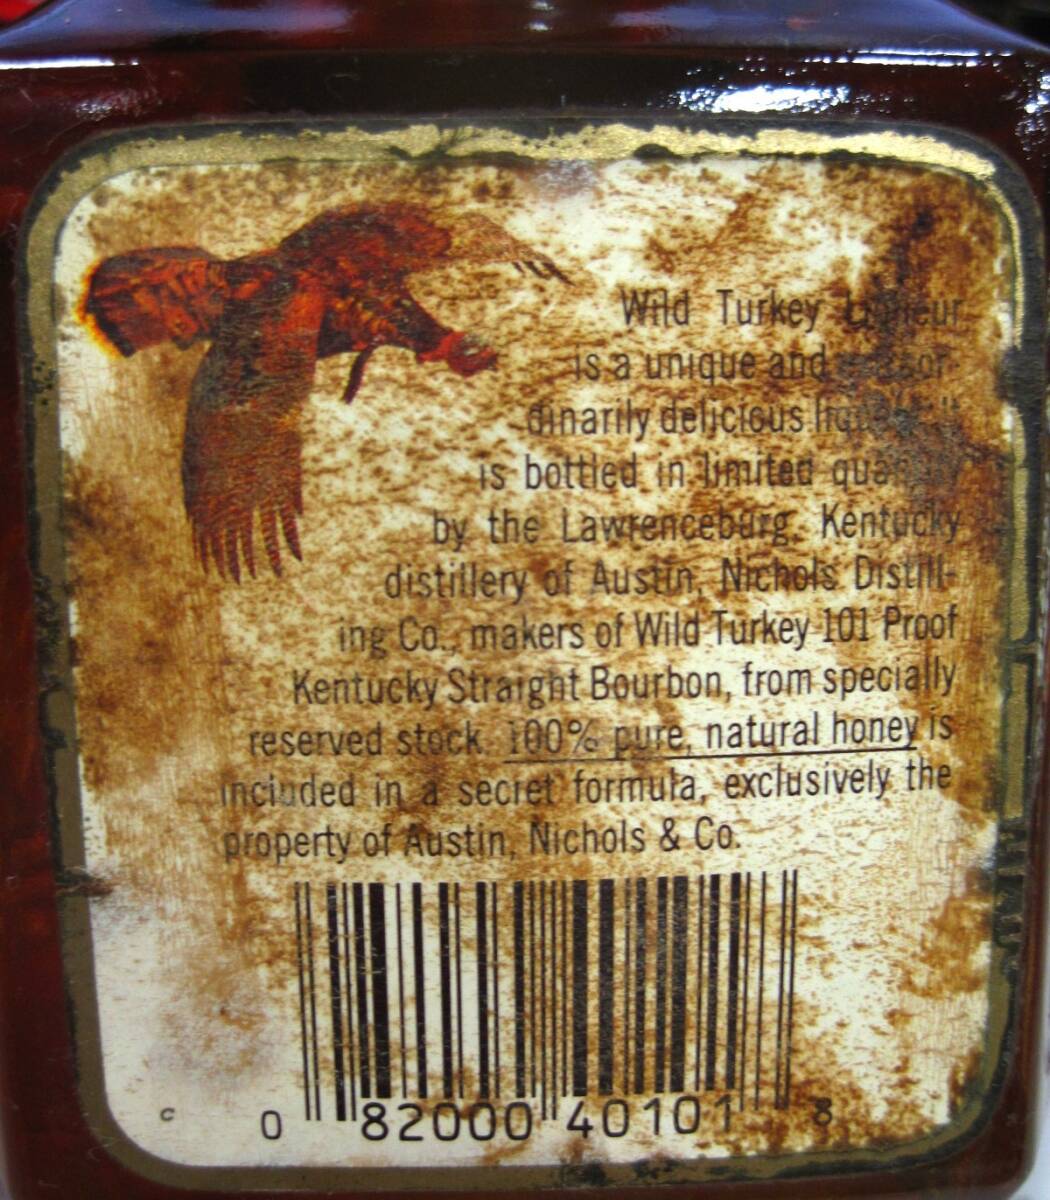 Wild Turkey Liqueur
is a unique and
dinarily delicious
is bottled in limited
by the Lawrenceburg, Kentucky
distillery of Austin, Nichols Distill-
ing Co., makers of Wild Turkey 101 Proof
Kentucky Straight Bourbon, from specially
reserved stock. 100% pure, natural honey is
included in a secret formula, exclusively the
property of Austin, Nichols & Co.
c 0 82000 40101 8